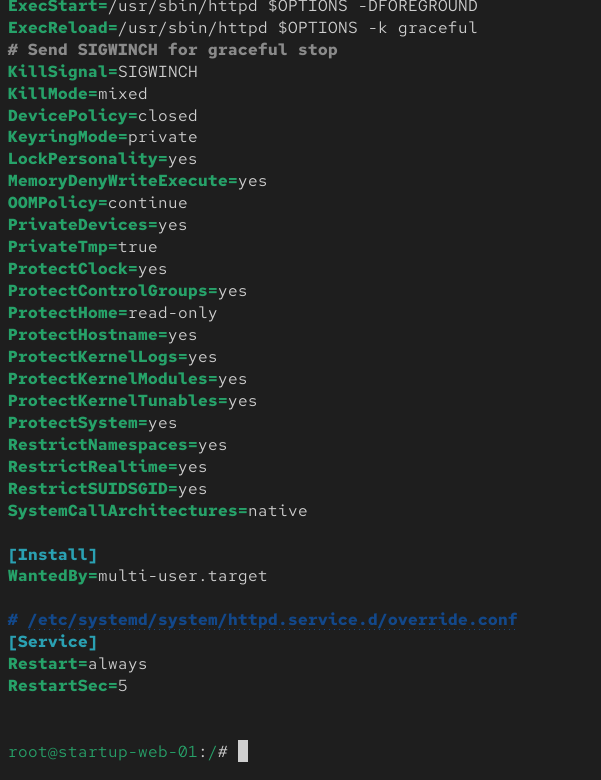 ExecStart=/usr/sbin/httpd $OPTIONS -DFOREGROUND
ExecReload=/usr/sbin/httpd $OPTIONS -k graceful
# Send SIGWINCH for graceful stop
KillSignal=SIGWINCH
KillMode=mixed
DevicePolicy=closed
KeyringMode=private
LockPersonality=yes
MemoryDenyWriteExecute=yes
OOMPolicy=continue
PrivateDevices=yes
PrivateTmp=true
ProtectClock=yes
ProtectControlGroups=yes
ProtectHome=read-only
ProtectHostname=yes
ProtectKernelLogs=yes
ProtectKernelModules=yes
ProtectKernelTunables=yes
ProtectSystem=yes
RestrictNamespaces=yes
RestrictRealtime=yes
RestrictSUIDSGID=yes
SystemCallArchitectures=native
[Install]
WantedBy=multi-user.target
# /etc/systemd/system/httpd.service.d/override.conf
[Service]
Restart=always
RestartSec=5
root@startup-web-01:/#